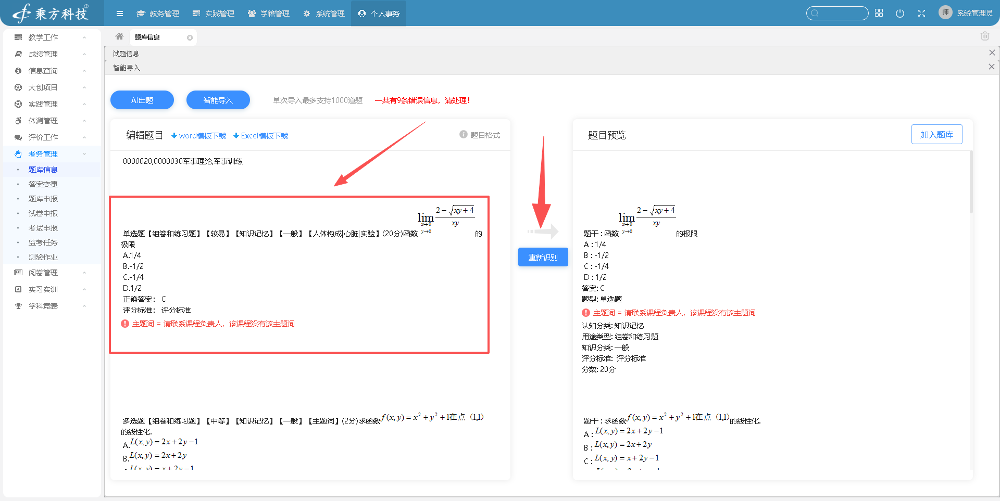 乘方科技
教务管理
实践管理
学籍管理
系统管理
个人事务
师
系统管理员
教学工作
成绩管理
信息查询
大创项目
实践管理
体测管理
评价工作
考务管理
题库信息
答案变更
题库申报
试卷申报
考试申报
监考任务
测验作业
阅卷管理
实习实训
学科竞赛
题库信息
试题信息
智能导入
AI出题
智能导入
单次导入最多支持1000道题
一共有9条错误信息，请处理！
编辑题目
word模板下载
Excel模板下载
题目格式
0000020,0000030军事理论,军事训练
单选题【组卷和练习题】【较易】【知识记忆】【一般】【人体构成|心脏|实验】(20分)函数 lim x→0 y→0 (2−√(xy+4))/xy 的
极限
A.1/4
B.-1/2
C.-1/4
D.1/2
正确答案： C
评分标准： 评分标准
主题词 = 请联系课程负责人，该课程没有该主题词
多选题【组卷和练习题】【中等】【知识记忆】【一般】【主题词】(2分)求函数f(x, y) = x² + y² +1在点（1,1）
的线性化.
A.L(x, y) = 2x+2y−1
B.L(x, y) = 2x+2y
L(x, y) = x+2y−1
重新识别
题目预览
加入题库
题干 : 函数 lim x→0 y→0 (2−√(xy+4))/xy 的极限
A : 1/4
B : -1/2
C : -1/4
D : 1/2
答案: C
题型: 单选题
主题词 = 请联系课程负责人，该课程没有该主题词
认知分类: 知识记忆
用途类型: 组卷和练习题
知识分类: 一般
评分标准: 评分标准
分数: 20分
题干 : 求函数f(x, y) = x² + y² +1在点（1,1）的线性化.
A : L(x, y) = 2x+2y−1
B : L(x, y) = 2x+2y
C : L(x, y) = x+2y−1